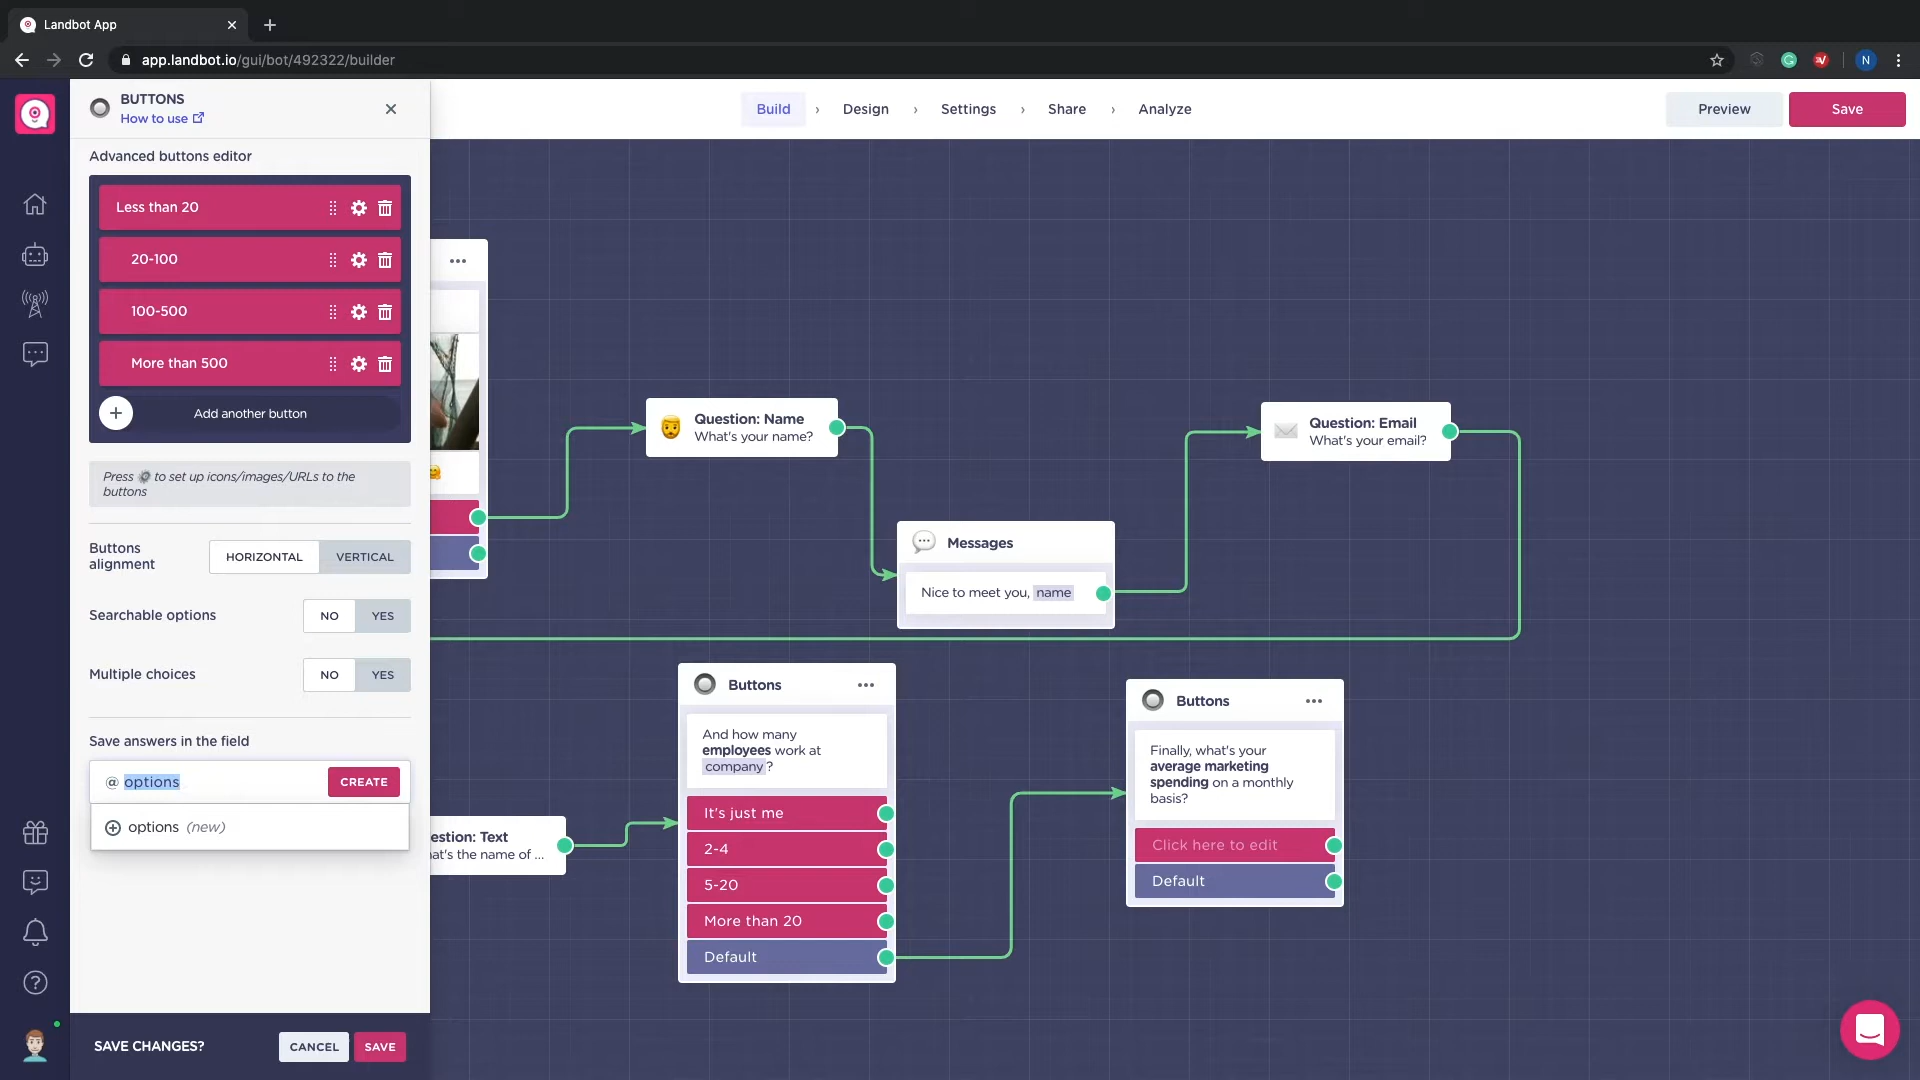 Landbot App
app.landbot.io/gui/bot/492322/builder
N
BUTTONS
How to use
Build
Design
Settings
Share
Analyze
Preview
Save
Advanced buttons editor
Less than 20
20-100
100-500
More than 500
Add another button
Press to set up icons/images/URLs to the
buttons
Buttons
alignment
HORIZONTAL
VERTICAL
Searchable options
NO
YES
Multiple choices
NO
YES
Save answers in the field
@ options
CREATE
options (new)
SAVE CHANGES?
CANCEL
SAVE
Question: Name
What's your name?
Messages
Nice to meet you, name
Question: Email
What's your email?
estion: Text
at's the name of ...
Buttons
And how many
employees work at
company ?
It's just me
2-4
5-20
More than 20
Default
Buttons
Finally, what's your
average marketing
spending on a monthly
basis?
Click here to edit
Default